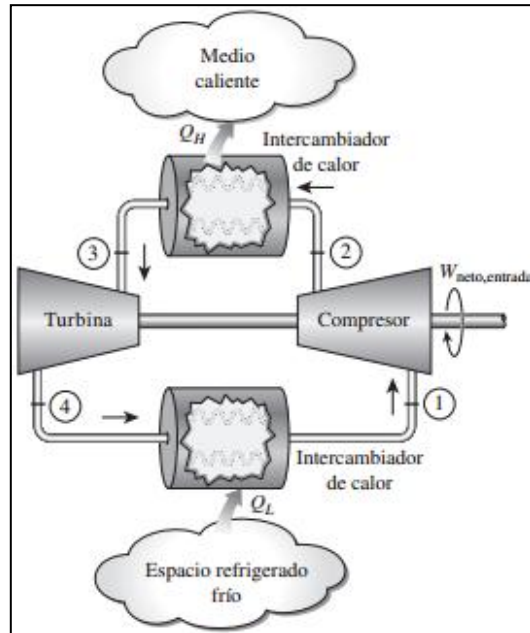 Medio
caliente
Q_H
Intercambiador
de calor
3
2
W_neto,entrada
Turbina
Compresor
4
1
Intercambiador
de calor
Q_L
Espacio refrigerado
frío